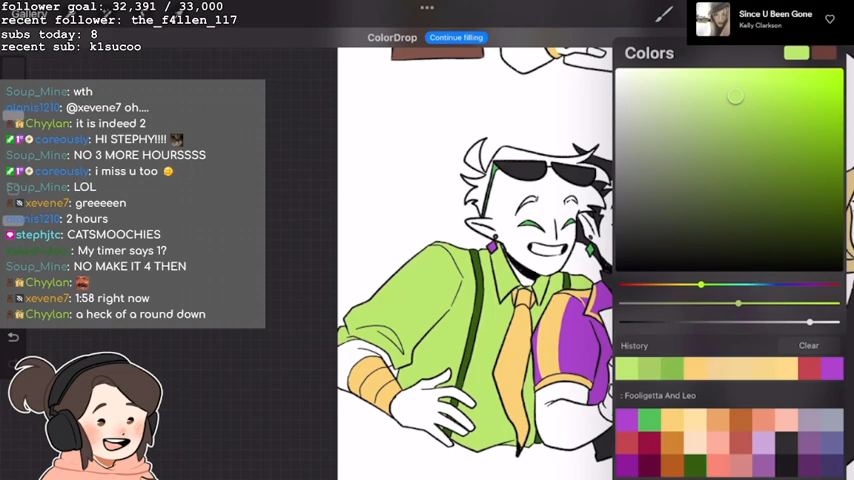 follower goal: 32,391 / 33,000
recent follower: the_f4llen_117
subs today: 8
recent sub: k1sucoo
ColorDrop
Continue filling
Since U Been Gone
Kelly Clarkson
Colors
Soup_Mine: wth
alanis1210: @xevene7 oh....
Chyylan: it is indeed 2
careously: HI STEPHY!!!!
Soup_Mine: NO 3 MORE HOURSSSS
careously: i miss u too
Soup_Mine: LOL
xevene7: greeeeen
alanis1210: 2 hours
stephjtc: CATSMOOCHIES
: My timer says 1?
Soup_Mine: NO MAKE IT 4 THEN
Chyylan:
xevene7: 1:58 right now
Chyylan: a heck of a round down
History
Clear
: Fooligetta And Leo